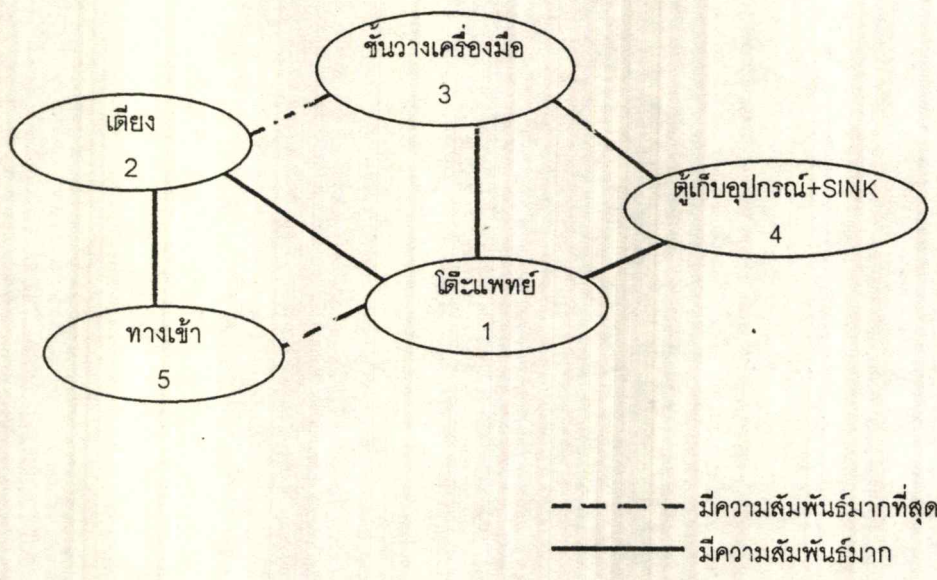 ชั้นวางเครื่องมือ
3
เตียง
2
ตู้เก็บอุปกรณ์+SINK
4
โต๊ะแพทย์
1
ทางเข้า
5
มีความสัมพันธ์มากที่สุด
มีความสัมพันธ์มาก